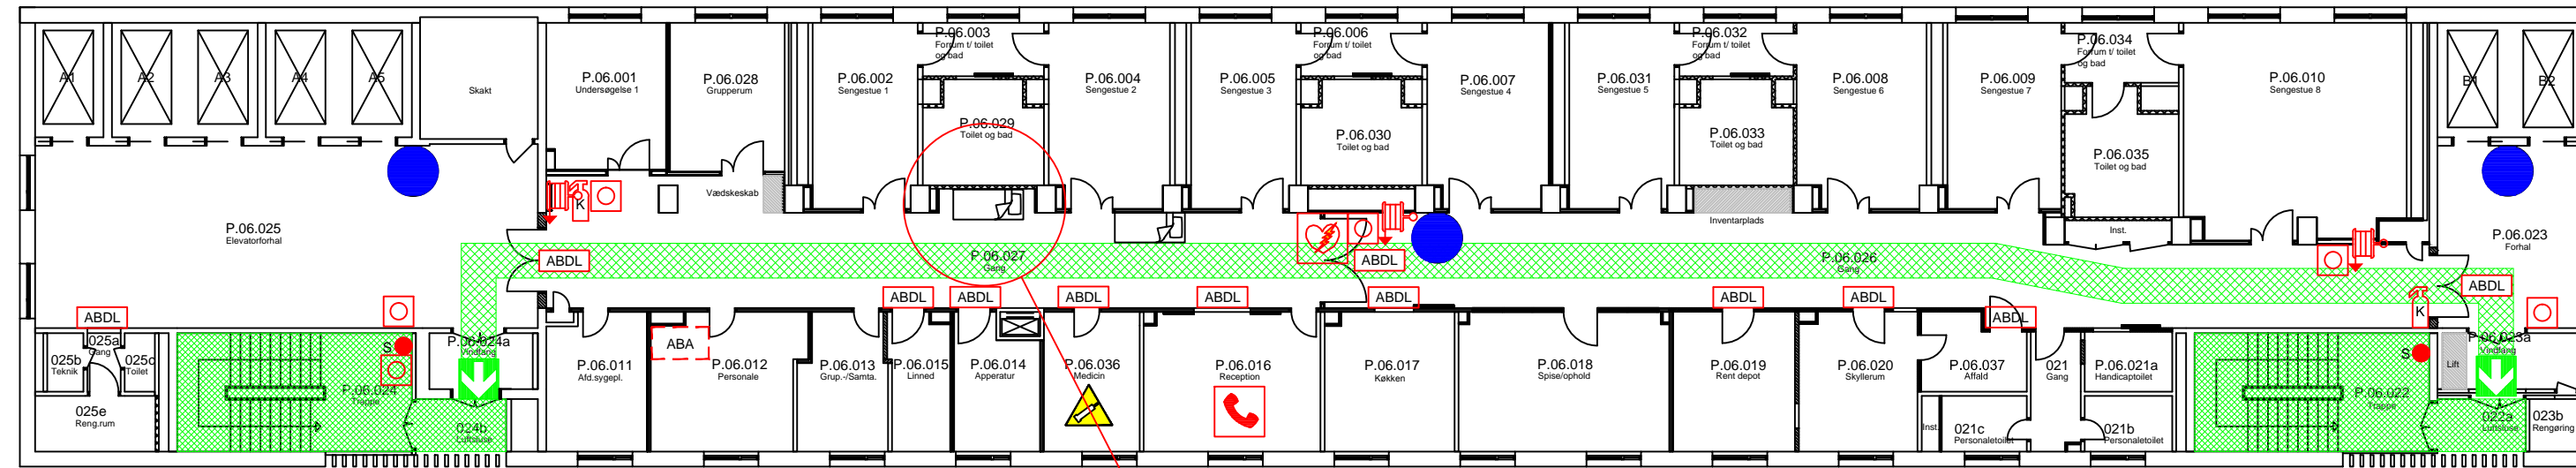 A1
A2
A3
A4
A5
Skakt
P.06.001
Undersøgelse 1
P.06.028
Grupperum
P.06.002
Sengestue 1
P.06.003
Forrum t/ toilet
og bad
P.06.004
Sengestue 2
P.06.005
Sengestue 3
P.06.006
Forrum t/ toilet
og bad
P.06.007
Sengestue 4
P.06.031
Sengestue 5
P.06.032
Forrum t/ toilet
og bad
P.06.008
Sengestue 6
P.06.009
Sengestue 7
P.06.034
Forrum t/ toilet
og bad
P.06.010
Sengestue 8
B1
B2
P.06.029
Toilet og bad
P.06.030
Toilet og bad
P.06.033
Toilet og bad
P.06.035
Toilet og bad
Vædskeskab
K
Inventarplads
Inst.
P.06.025
Elevatorforhal
P.06.023
Forhal
ABDL
P.06.027
Gang
ABDL
P.06.026
Gang
ABDL
ABDL
ABDL
ABDL
ABDL
ABDL
ABDL
ABDL
ABDL
ABDL
K
025a
Gang
025b
Teknik
025c
Toilet
025e
Reng.rum
S
P.06.024
Trappe
P.06.024a
Vindfang
024b
Luftsluse
P.06.011
Afd.sygepl.
ABA
P.06.012
Personale
P.06.013
Grup.-/Samta.
P.06.015
Linned
P.06.014
Apperatur
P.06.036
Medicin
P.06.016
Reception
P.06.017
Køkken
P.06.018
Spise/ophold
P.06.019
Rent depot
P.06.020
Skyllerum
P.06.037
Affald
021
Gang
P.06.021a
Handicaptoilet
Inst.
021c
Personaletoilet
021b
Personaletoilet
S
P.06.022
Trappe
Lift
P.06.023a
Vindfang
022a
Luftsluse
023b
Rengøring